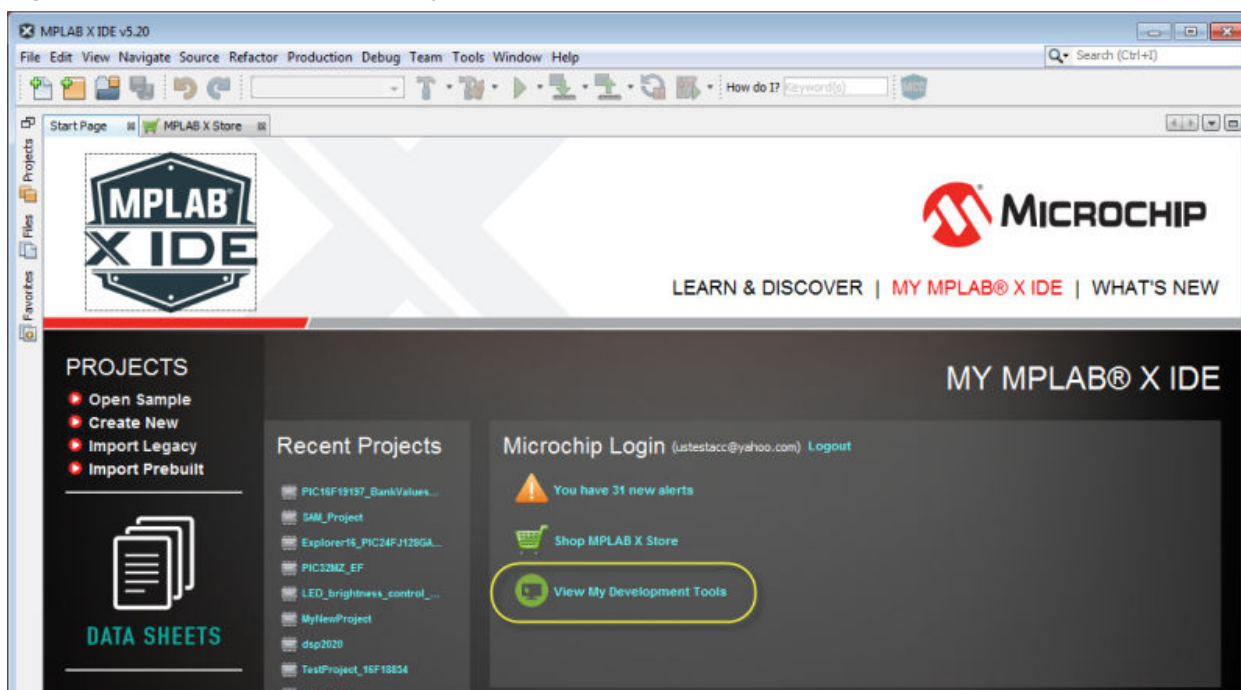 MPLAB X IDE v5.20
File Edit View Navigate Source Refactor Production Debug Team Tools Window Help
Search (Ctrl+I)
How do I? Keyword(s)
MCC
Start Page
MPLAB X Store
Projects
Files
Favorites
MPLAB®
X IDE
MICROCHIP
LEARN & DISCOVER | MY MPLAB® X IDE | WHAT'S NEW
PROJECTS
Open Sample
Create New
Import Legacy
Import Prebuilt
DATA SHEETS
MY MPLAB® X IDE
Recent Projects
PIC16F19197_BankValues...
SAM_Project
Explorer16_PIC24FJ128GA...
PIC32MZ_EF
LED_brightness_control_...
MyNewProject
dsp2020
TestProject_16F18854
Microchip Login (ustestacc@yahoo.com) Logout
You have 31 new alerts
Shop MPLAB X Store
View My Development Tools